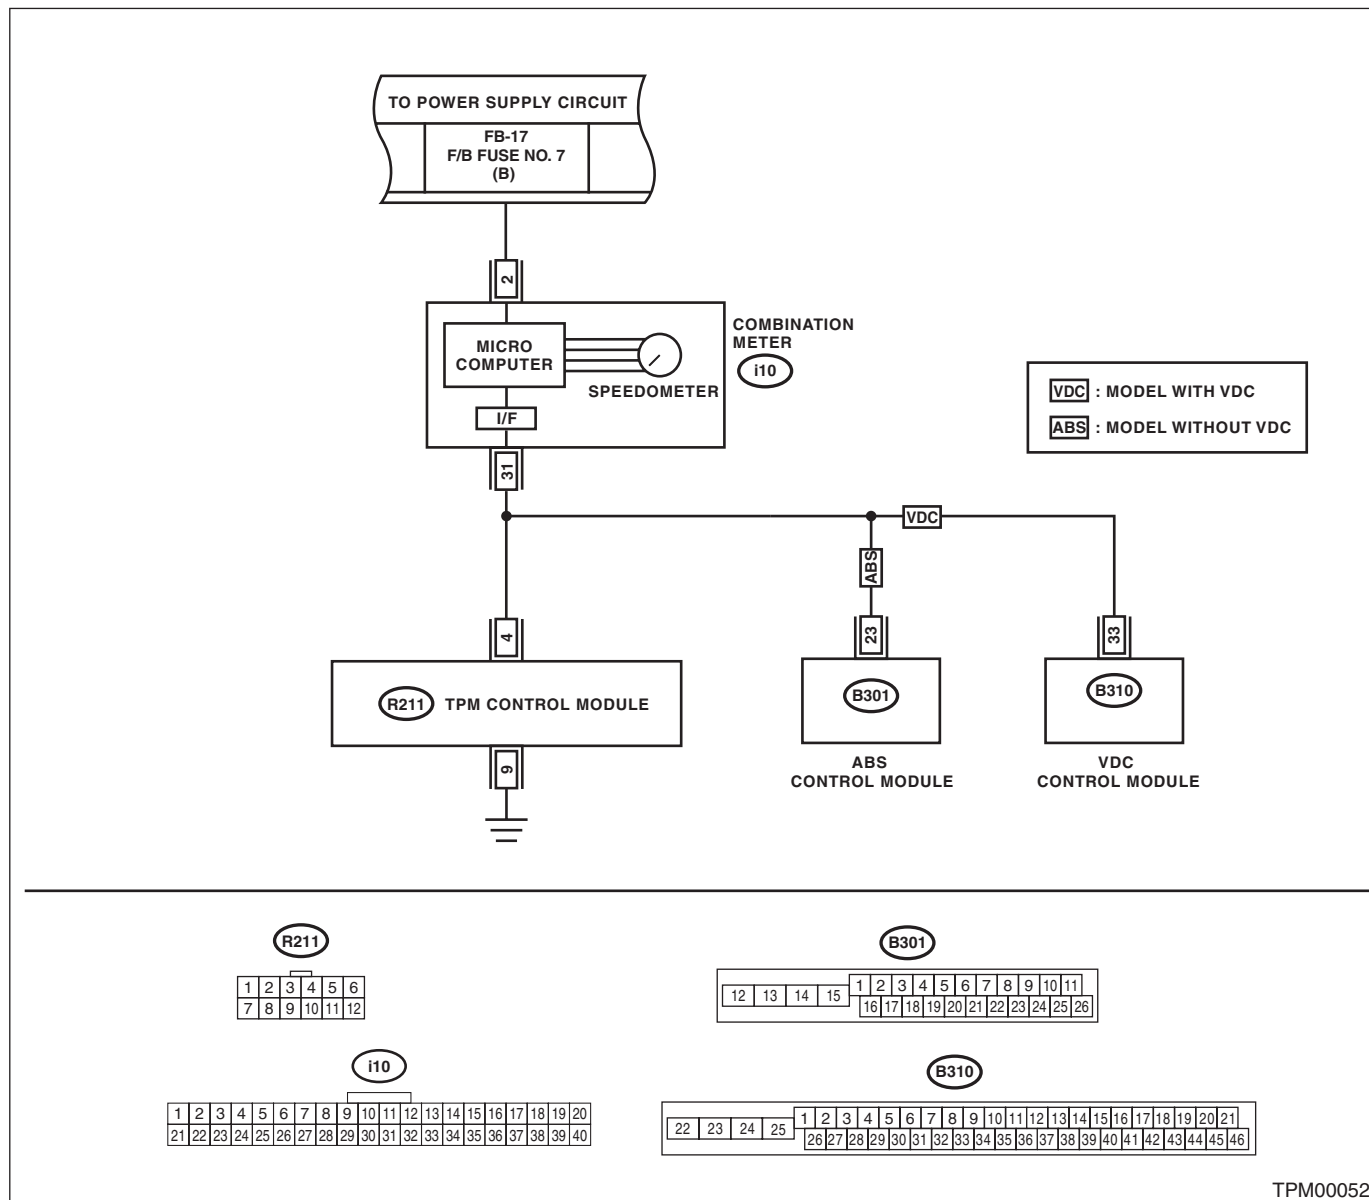 TO POWER SUPPLY CIRCUIT
FB-17
F/B FUSE NO. 7
(B)
2
MICRO
COMPUTER
SPEEDOMETER
I/F
COMBINATION
METER
i10
31
VDC : MODEL WITH VDC
ABS : MODEL WITHOUT VDC
VDC
ABS
4
23
33
R211 TPM CONTROL MODULE
B301
B310
9
ABS
CONTROL MODULE
VDC
CONTROL MODULE
R211
1 2 3 4 5 6
7 8 9 10 11 12
B301
1 2 3 4 5 6 7 8 9 10 11
12 13 14 15
16 17 18 19 20 21 22 23 24 25 26
i10
1 2 3 4 5 6 7 8 9 10 11 12 13 14 15 16 17 18 19 20
21 22 23 24 25 26 27 28 29 30 31 32 33 34 35 36 37 38 39 40
B310
1 2 3 4 5 6 7 8 9 10 11 12 13 14 15 16 17 18 19 20 21
22 23 24 25
26 27 28 29 30 31 32 33 34 35 36 37 38 39 40 41 42 43 44 45 46
TPM00052